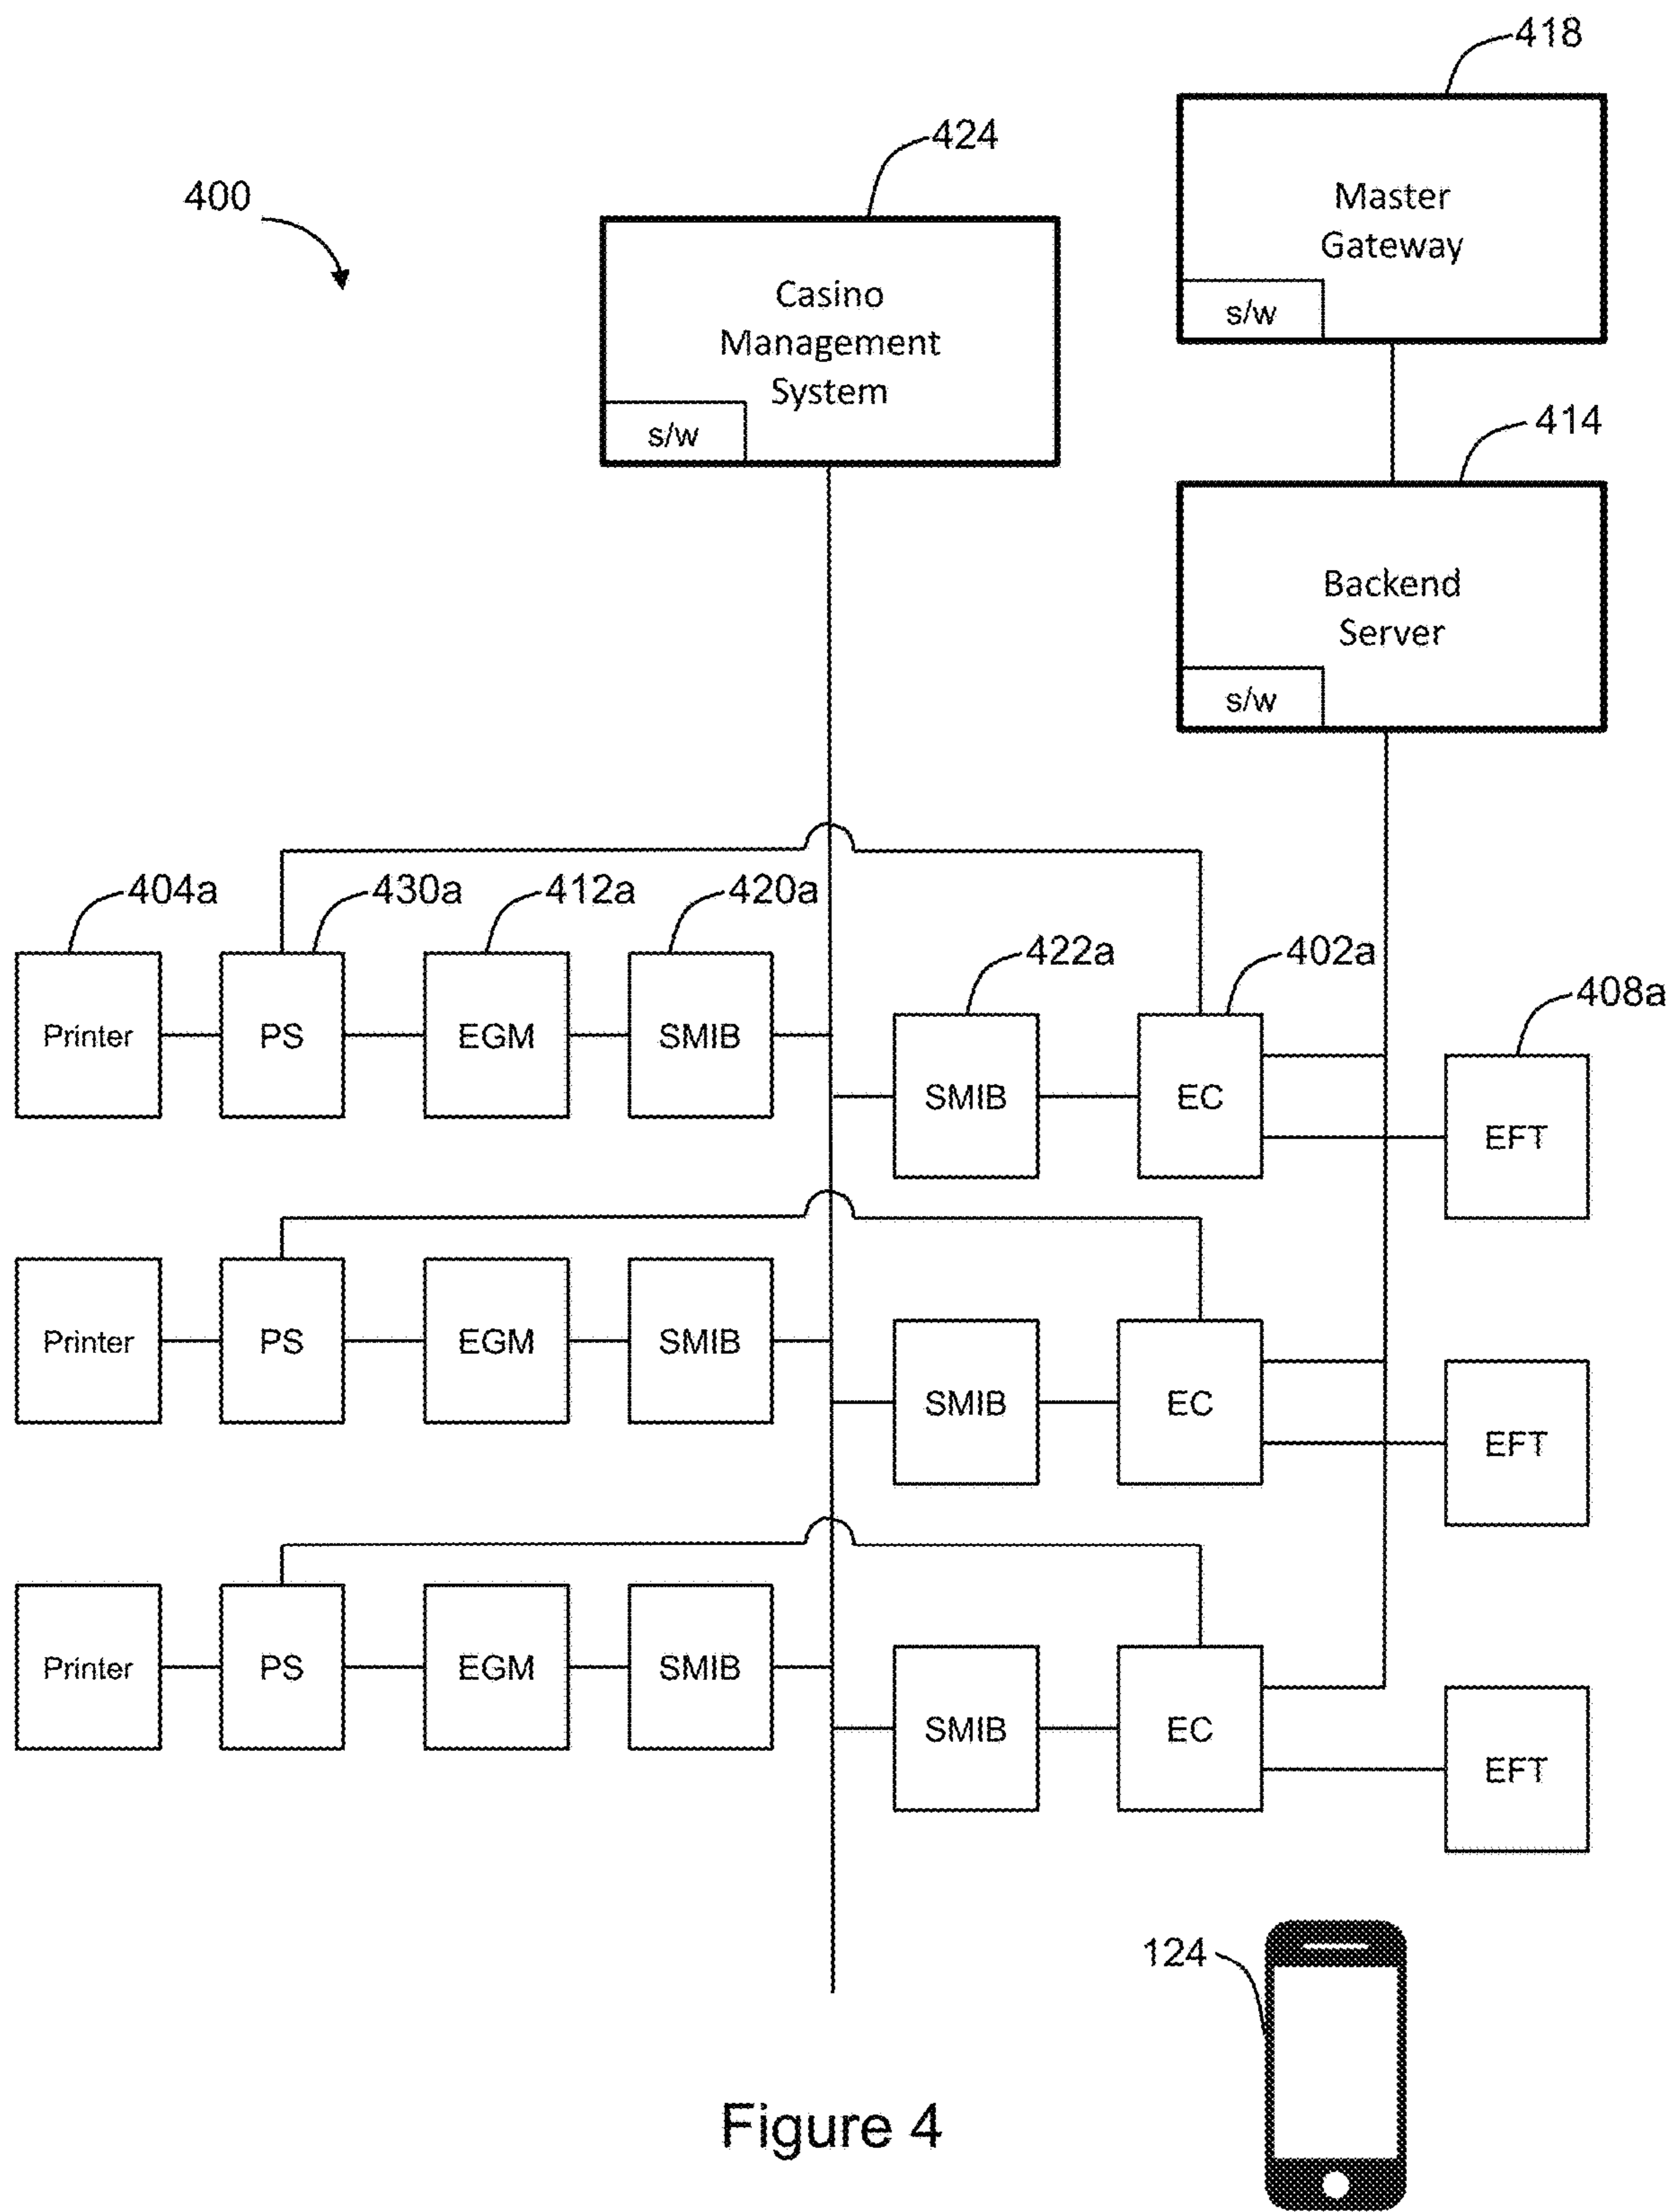 418
424
400
Master
Gateway
s/w
Casino
Management
System
s/w
414
Backend
Server
s/w
404a
430a
412a
420a
422a
402a
408a
Printer
PS
EGM
SMIB
SMIB
EC
EFT
Printer
PS
EGM
SMIB
SMIB
EC
EFT
Printer
PS
EGM
SMIB
SMIB
EC
EFT
124
Figure 4